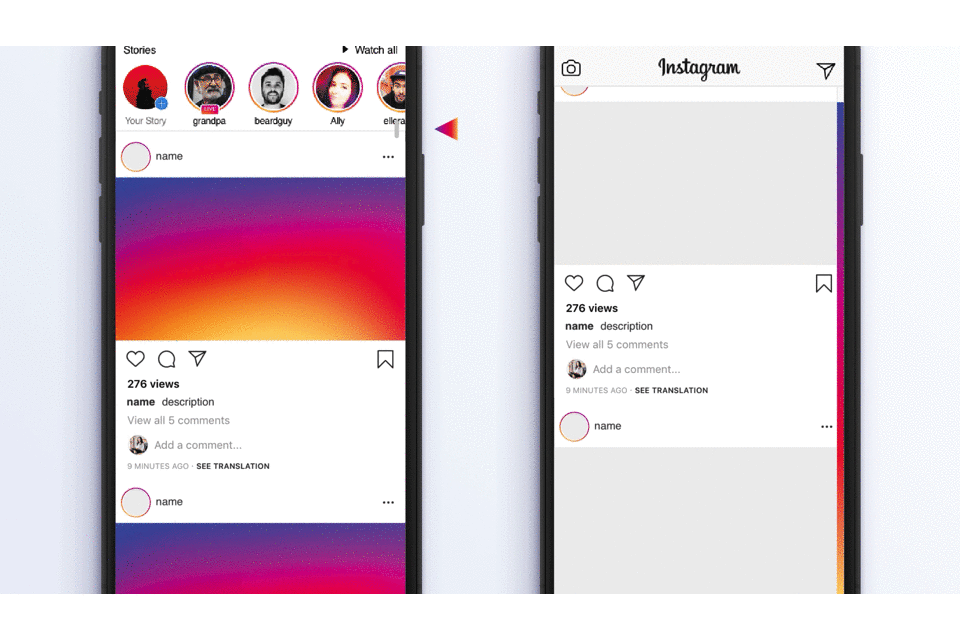 Stories
Watch all
Your Story
LIVE
grandpa
beardguy
Ally
ellera
name
276 views
name description
View all 5 comments
Add a comment...
9 MINUTES AGO · SEE TRANSLATION
name
Instagram
276 views
name description
View all 5 comments
Add a comment...
9 MINUTES AGO · SEE TRANSLATION
name